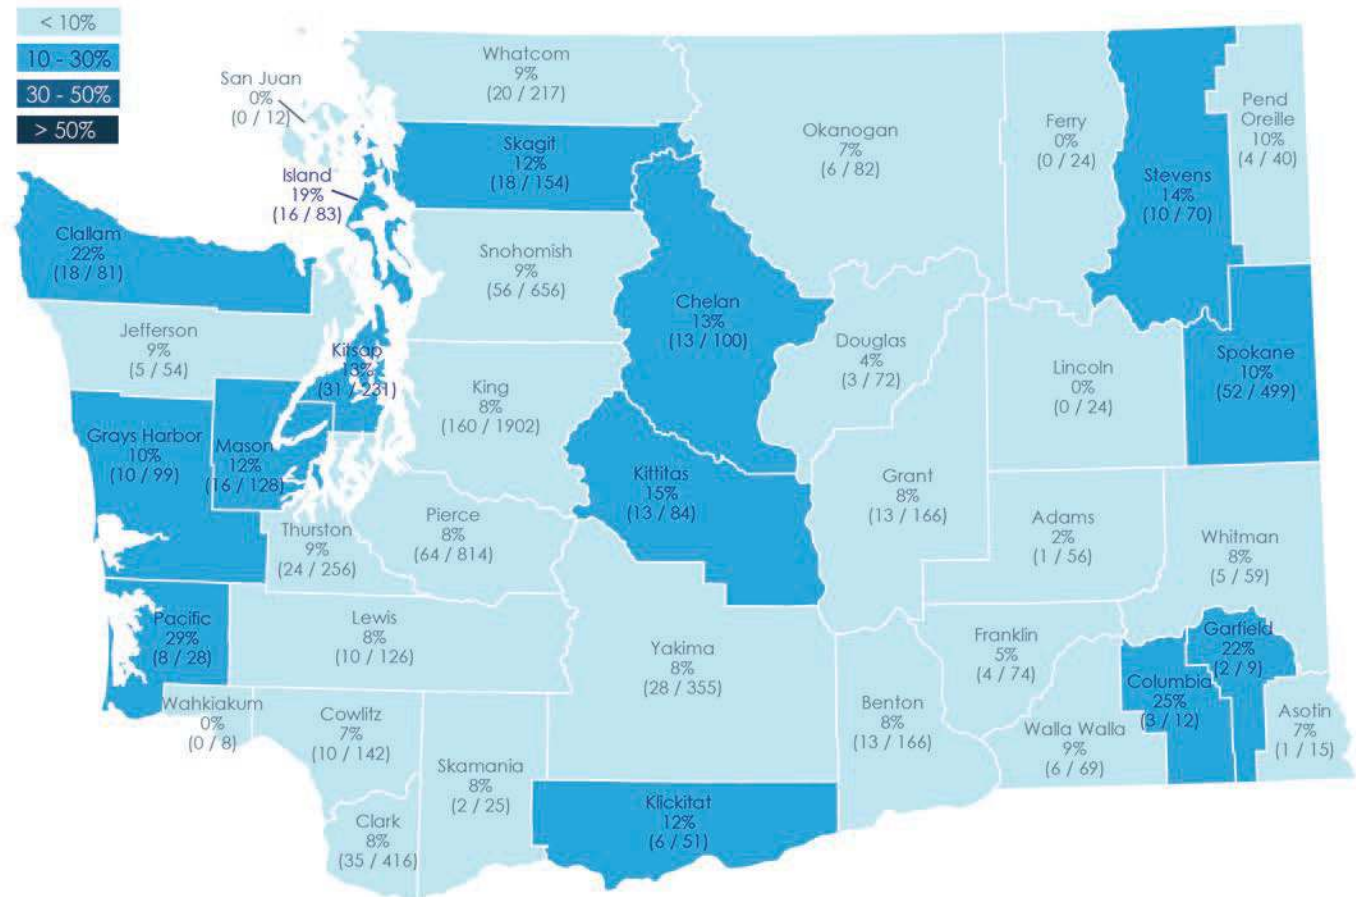 < 10%
10 - 30%
30 - 50%
> 50%
San Juan
0%
(0 / 12)
Whatcom
9%
(20 / 217)
Okanogan
7%
(6 / 82)
Ferry
0%
(0 / 24)
Pend
Oreille
10%
(4 / 40)
Skagit
12%
(18 / 154)
Island
19%
(16 / 83)
Stevens
14%
(10 / 70)
Clallam
22%
(18 / 81)
Snohomish
9%
(56 / 656)
Chelan
13%
(13 / 100)
Jefferson
9%
(5 / 54)
Kitsap
13%
(31 / 231)
Douglas
4%
(3 / 72)
Lincoln
0%
(0 / 24)
Spokane
10%
(52 / 499)
King
8%
(160 / 1902)
Grays Harbor
10%
(10 / 99)
Mason
12%
(16 / 128)
Kittitas
15%
(13 / 84)
Grant
8%
(13 / 166)
Thurston
9%
(24 / 256)
Pierce
8%
(64 / 814)
Adams
2%
(1 / 56)
Whitman
8%
(5 / 59)
Pacific
29%
(8 / 28)
Lewis
8%
(10 / 126)
Yakima
8%
(28 / 355)
Franklin
5%
(4 / 74)
Garfield
22%
(2 / 9)
Columbia
25%
(3 / 12)
Wahkiakum
0%
(0 / 8)
Cowlitz
7%
(10 / 142)
Benton
8%
(13 / 166)
Walla Walla
9%
(6 / 69)
Asotin
7%
(1 / 15)
Skamania
8%
(2 / 25)
Clark
8%
(35 / 416)
Klickitat
12%
(6 / 51)